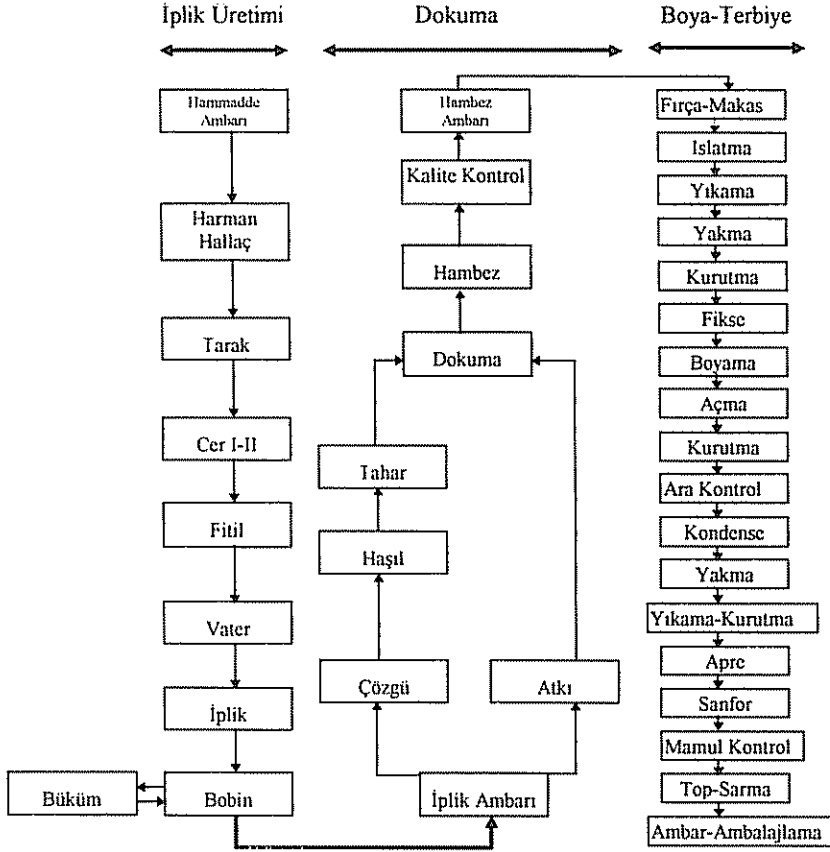 İplik Üretimi
Dokuma
Boya-Terbiye
Hammadde
Ambarı
Harman
Hallaç
Tarak
Cer I-II
Fitil
Vater
İplik
Bobin
Büküm
Hambez
Ambarı
Kalite Kontrol
Hambez
Dokuma
Tahar
Haşıl
Çözgü
Atkı
İplik Ambarı
Fırça-Makas
Islatma
Yıkama
Yakma
Kurutma
Fikse
Boyama
Açma
Kurutma
Ara Kontrol
Kondense
Yakma
Yıkama-Kurutma
Apre
Sanfor
Mamul Kontrol
Top-Sarma
Ambar-Ambalajlama